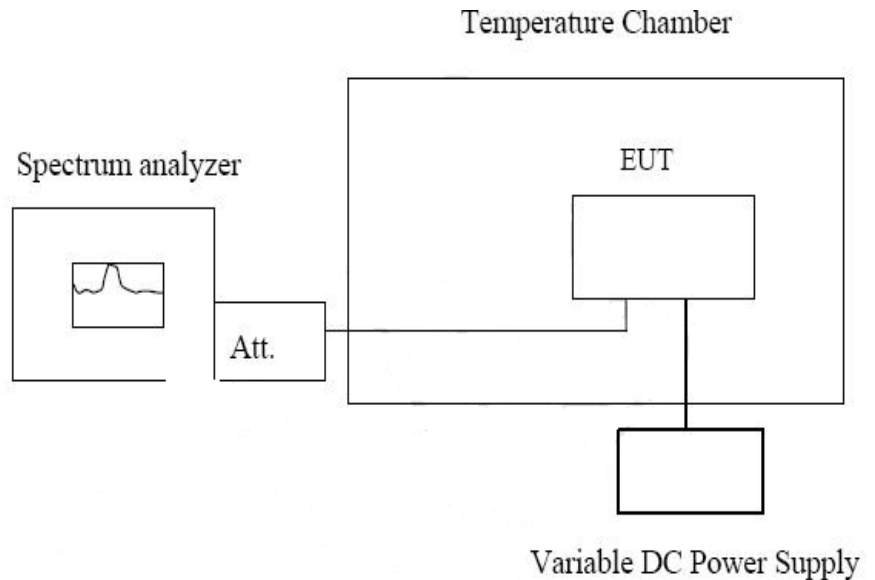 Temperature Chamber
Spectrum analyzer
EUT
Att.
Variable DC Power Supply